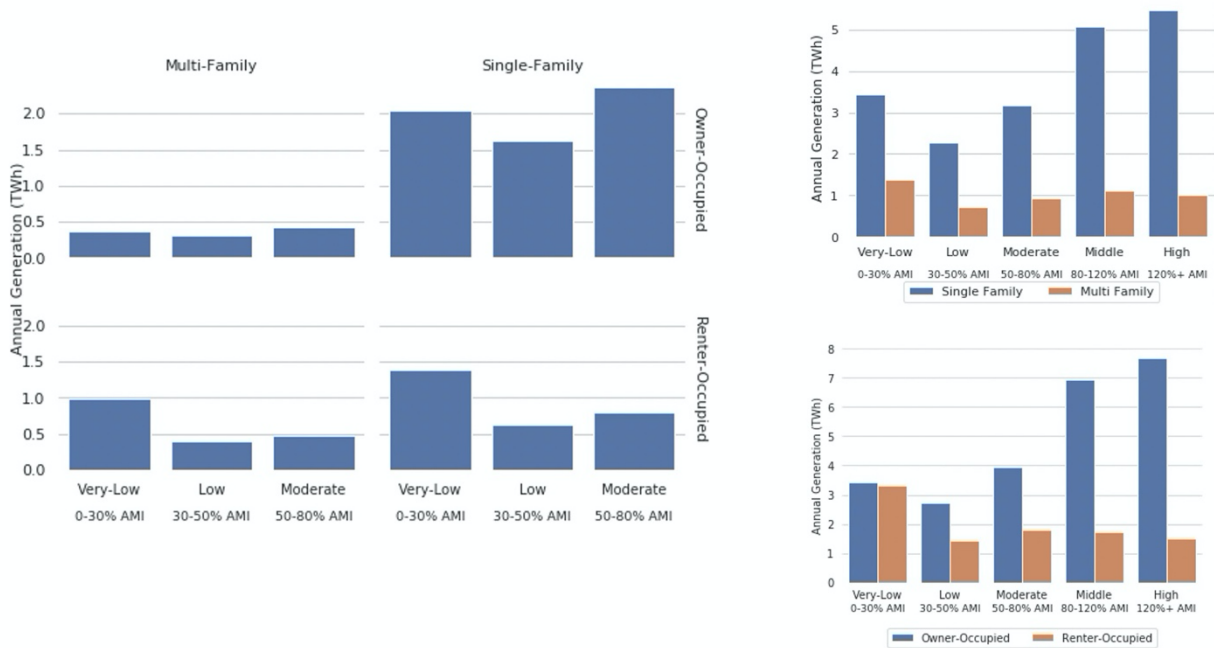 Multi-Family
Single-Family
Annual Generation (TWh)
2.0
1.5
1.0
0.5
0.0
Owner-Occupied
2.0
1.5
1.0
0.5
0.0
Renter-Occupied
Very-Low Low Moderate Very-Low Low Moderate
0-30% AMI 30-50% AMI 50-80% AMI 0-30% AMI 30-50% AMI 50-80% AMI
Annual Generation (TWh)
5
4
3
2
1
0
Very-Low Low Moderate Middle High
0-30% AMI 30-50% AMI 50-80% AMI 80-120% AMI 120%+ AMI
Single Family Multi Family
Annual Generation (TWh)
8
7
6
5
4
3
2
1
0
Very-Low Low Moderate Middle High
0-30% AMI 30-50% AMI 50-80% AMI 80-120% AMI 120%+ AMI
Owner-Occupied Renter-Occupied